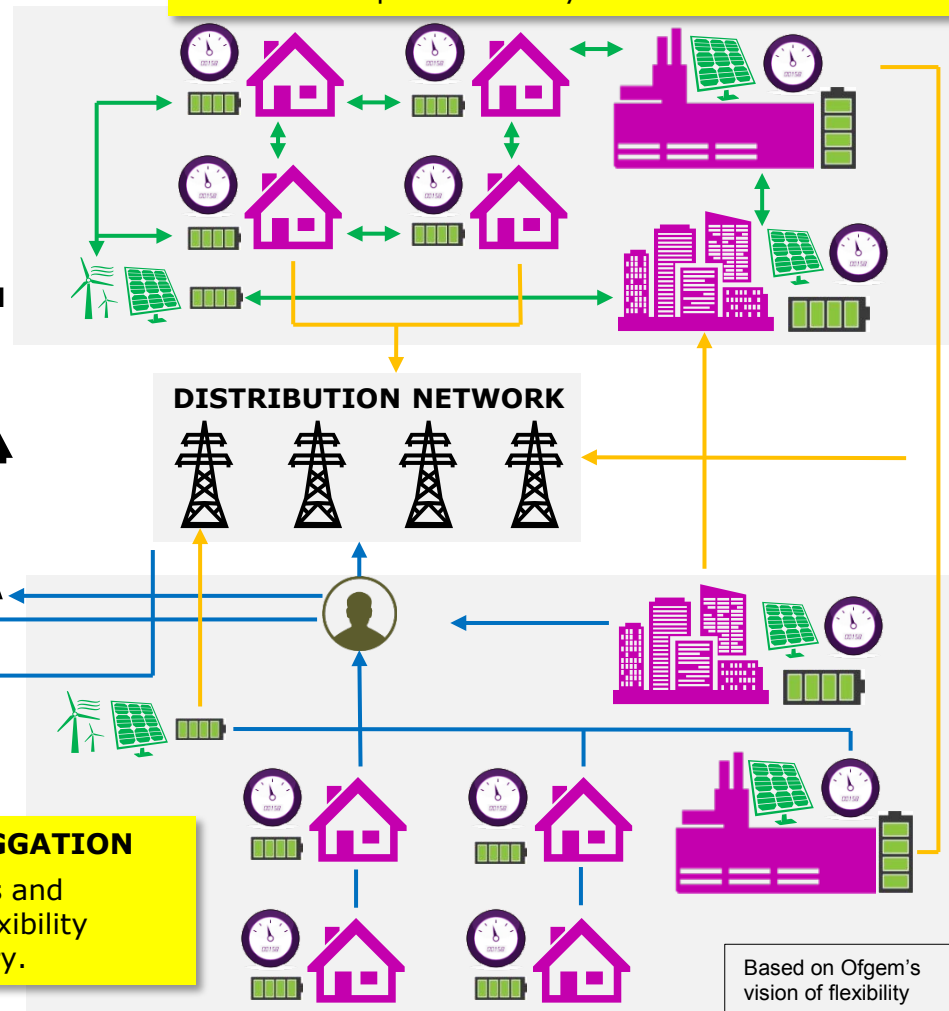 DISTRIBUTION NETWORK
GGATION
s and
xibility
y.
Based on Ofgem's
vision of flexibility